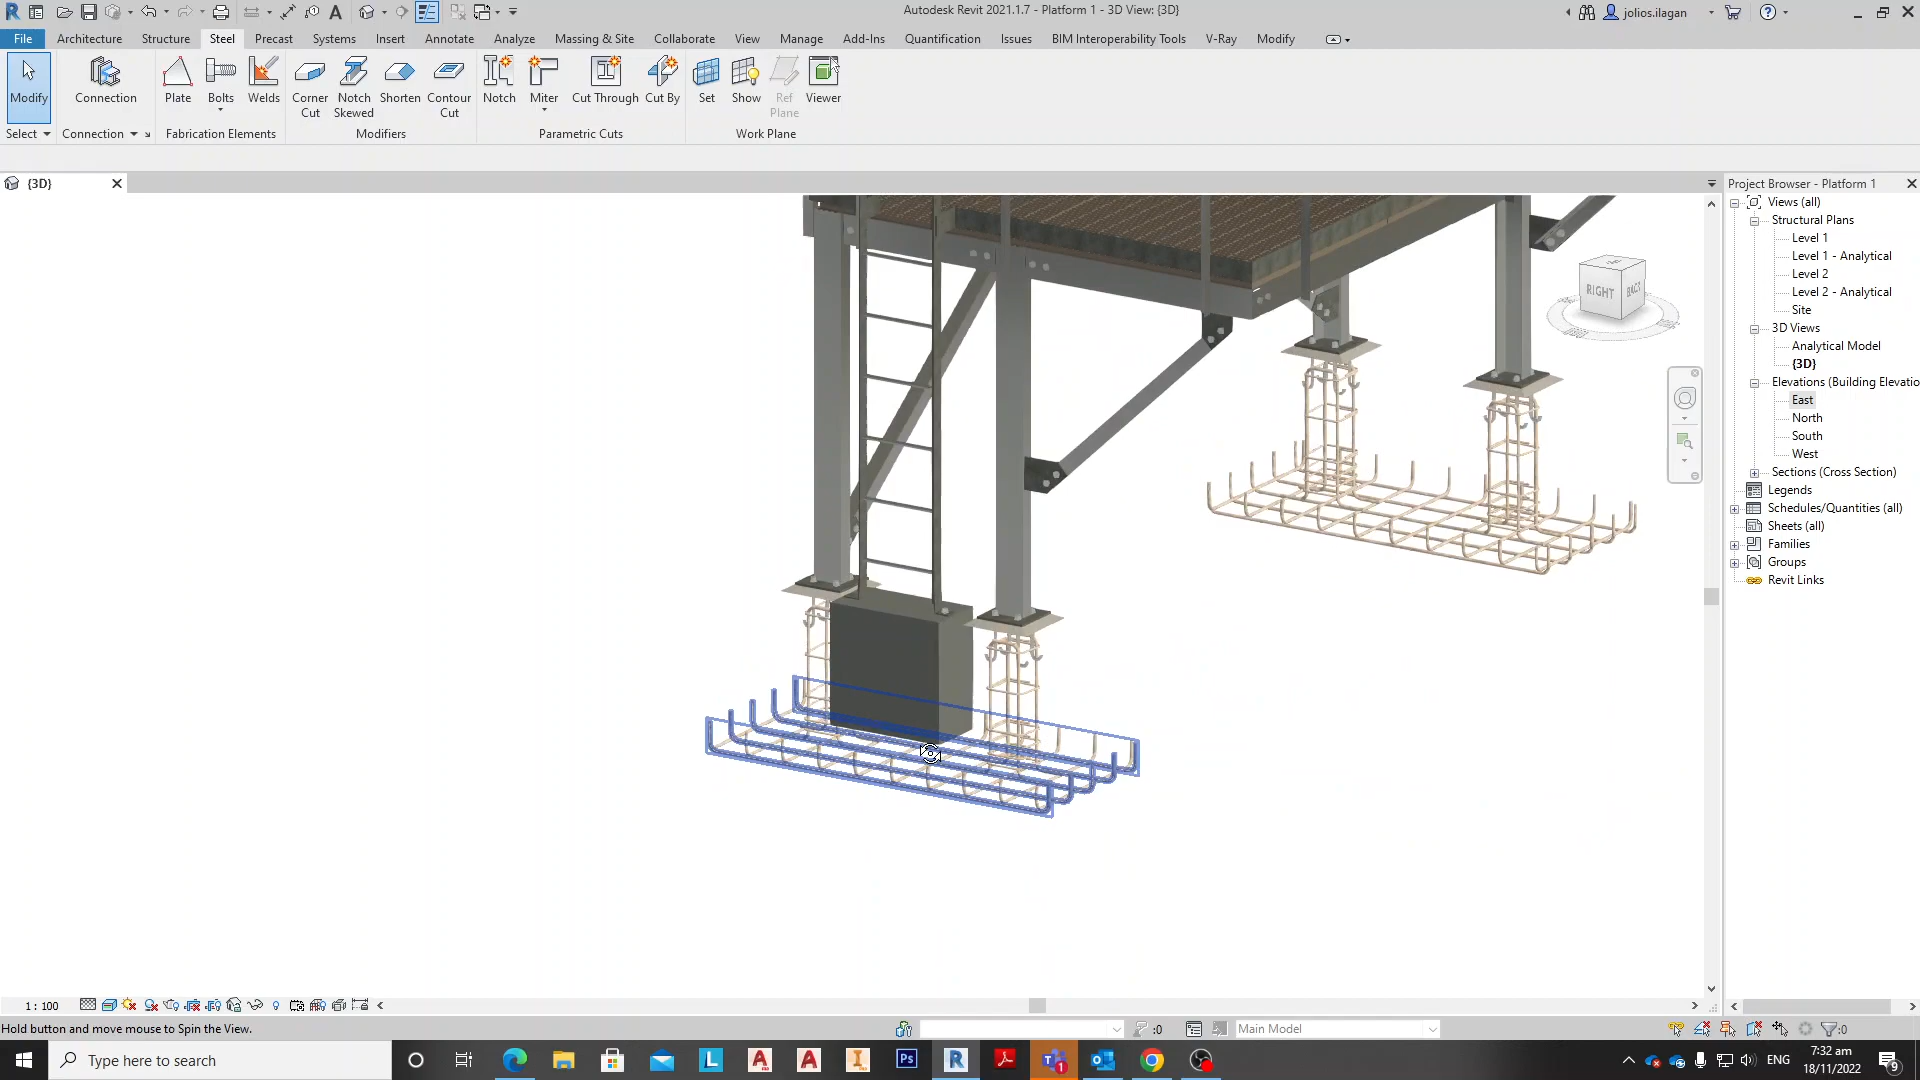 Autodesk Revit 2021.1.7 - Platform 1 - 3D View: {3D}
jolios.ilagan
File Architecture Structure Steel Precast Systems Insert Annotate Analyze Massing & Site Collaborate View Manage Add-Ins Quantification Issues BIM Interoperability Tools V-Ray Modify
Modify
Connection
Plate
Bolts
Welds
Corner
Cut
Notch
Skewed
Shorten
Contour
Cut
Notch
Miter
Cut Through
Cut By
Set
Show
Ref
Plane
Viewer
Select
Connection
Fabrication Elements
Modifiers
Parametric Cuts
Work Plane
{3D}
Project Browser - Platform 1
Views (all)
Structural Plans
Level 1
Level 1 - Analytical
Level 2
Level 2 - Analytical
Site
3D Views
Analytical Model
{3D}
Elevations (Building Elevatio
East
North
South
West
Sections (Cross Section)
Legends
Schedules/Quantities (all)
Sheets (all)
Families
Groups
Revit Links
RIGHT
BACK
1 : 100
Hold button and move mouse to Spin the View.
:0
Main Model
:0
Type here to search
ENG
7:32 am
18/11/2022
9